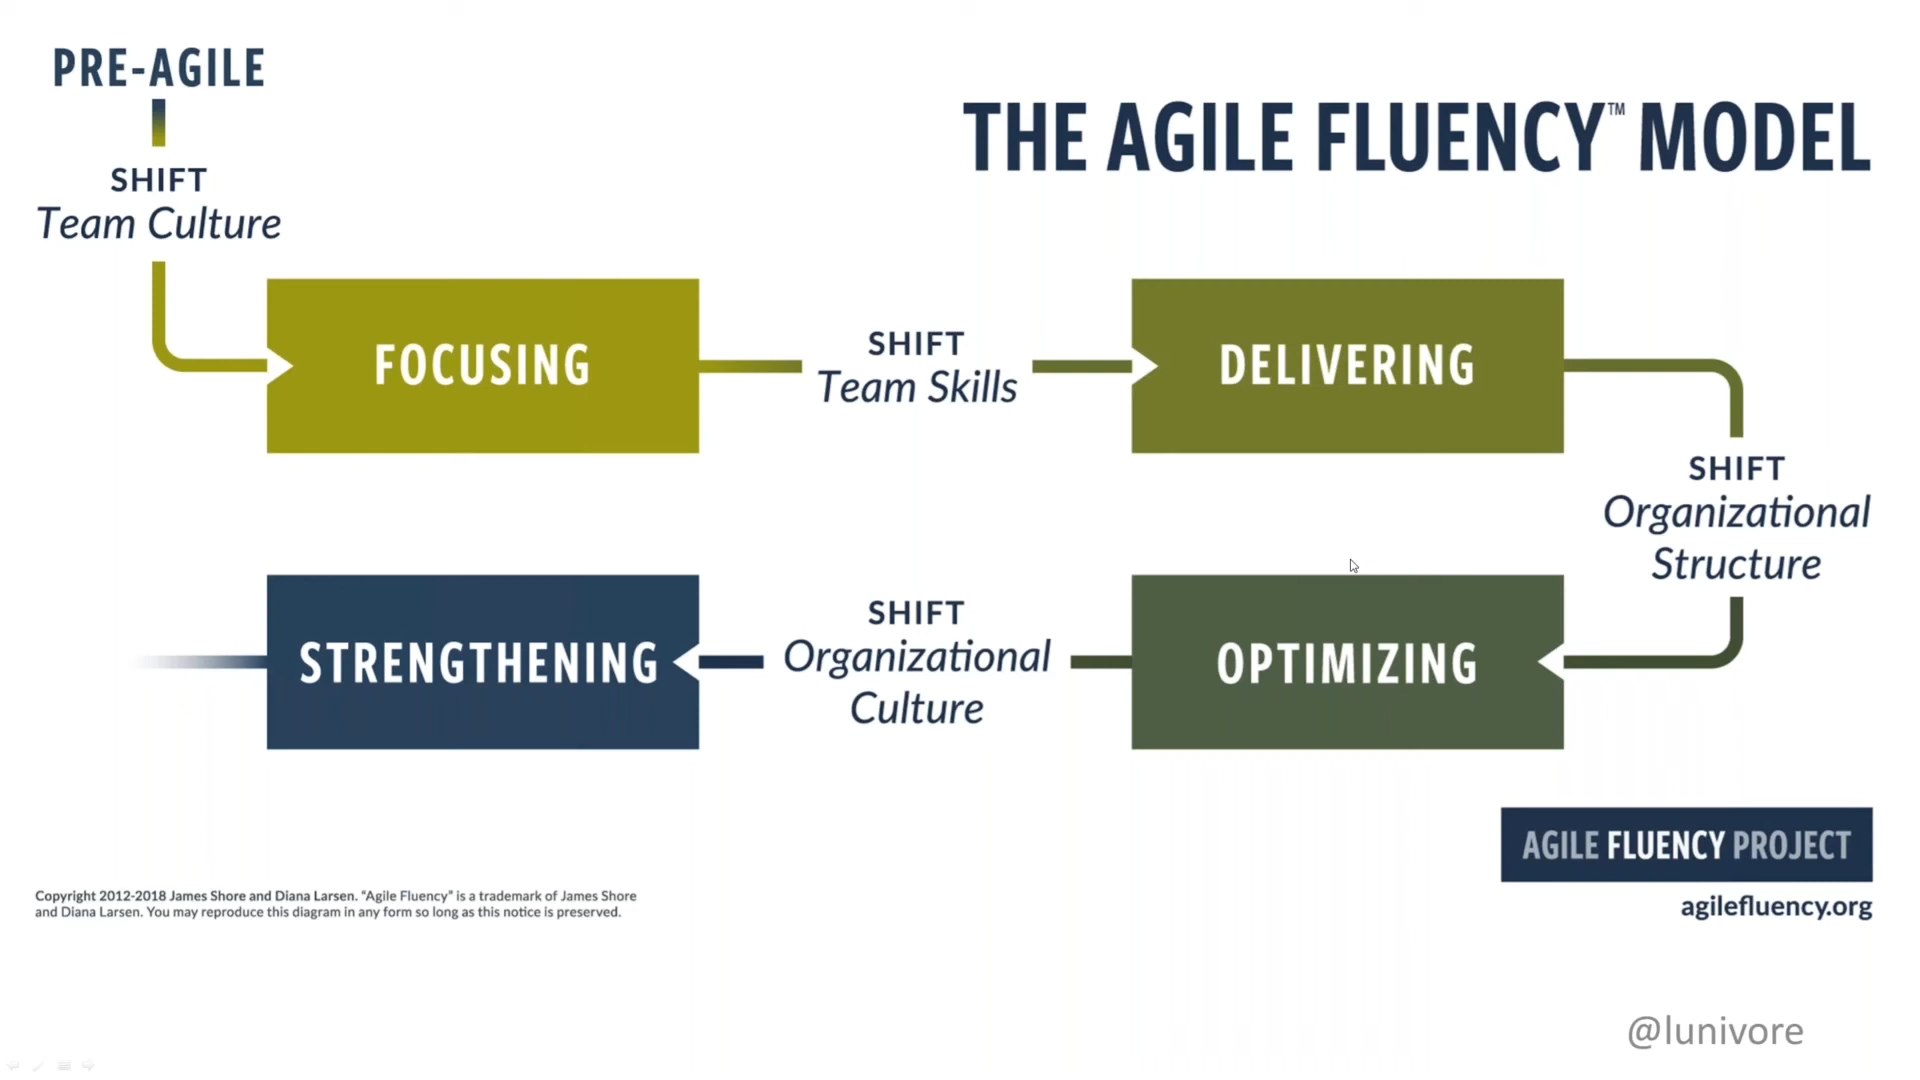 PRE-AGILE
SHIFT
Team Culture
THE AGILE FLUENCY™ MODEL
FOCUSING
SHIFT
Team Skills
DELIVERING
SHIFT
Organizational
Structure
OPTIMIZING
SHIFT
Organizational
Culture
STRENGTHENING
AGILE FLUENCY PROJECT
agilefluency.org
Copyright 2012-2018 James Shore and Diana Larsen. “Agile Fluency” is a trademark of James Shore
and Diana Larsen. You may reproduce this diagram in any form so long as this notice is preserved.
@lunivore